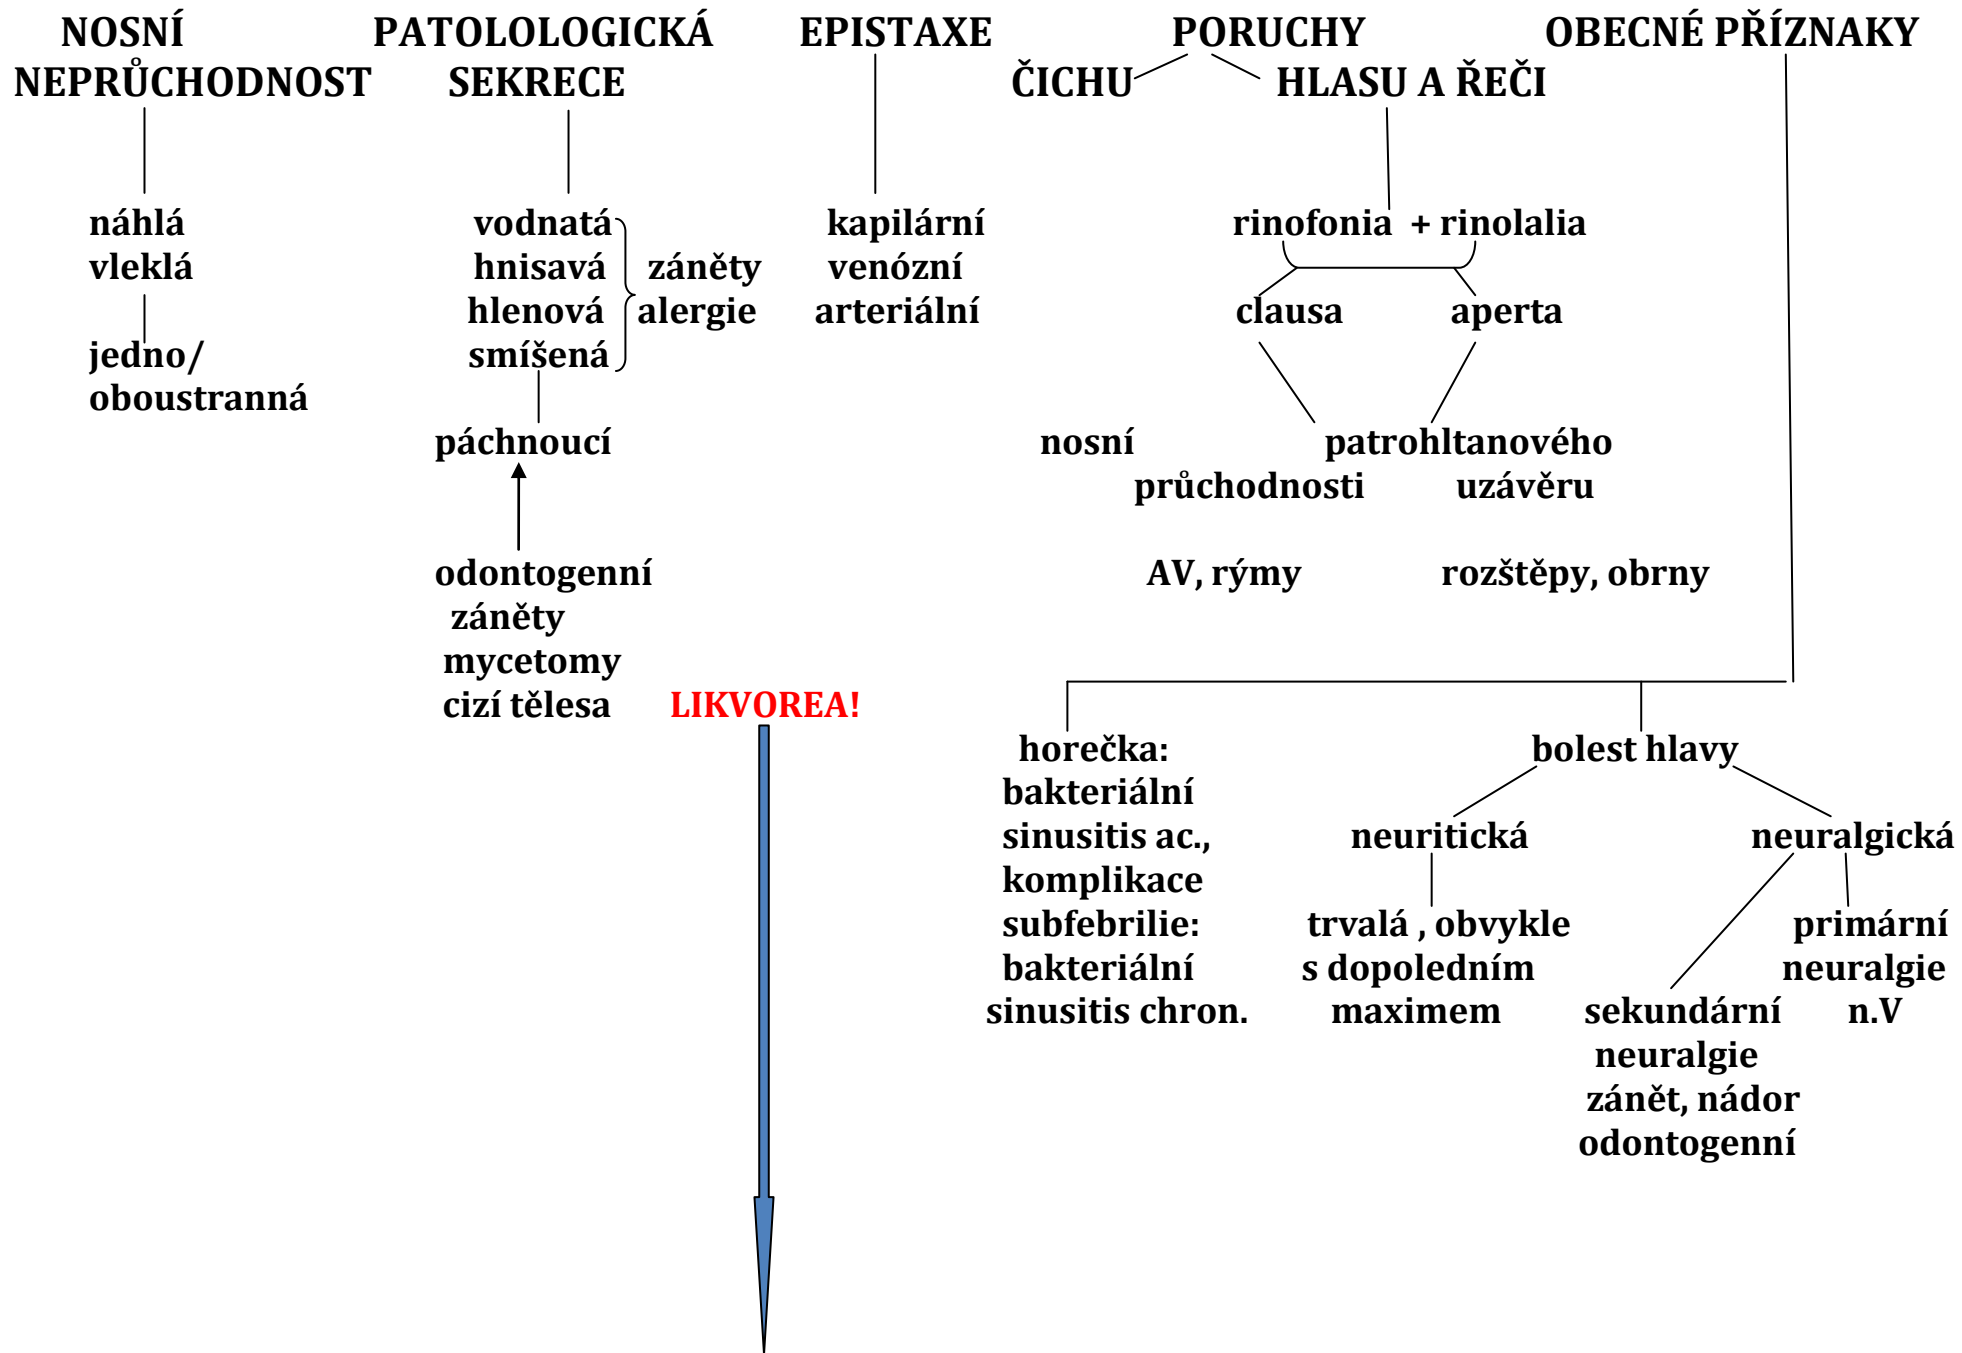 NOSNÍ
NEPRŮCHODNOST
náhlá
vleklá
jedno/
oboustranná
PATOLOLOGICKÁ
SEKRECE
vodnatá
hnisavá
hlenová
smíšená
záněty
alergie
páchnoucí
odontogenní
záněty
mycetomy
cizí tělesa
LIKVOREA!
EPISTAXE
kapilární
venózní
arteriální
PORUCHY
ČICHU
HLASU A ŘEČI
rinofonia + rinolalia
clausa
aperta
nosní
průchodnosti
patrohltanového
uzávěru
AV, rýmy
rozštěpy, obrny
OBECNÉ PŘÍZNAKY
horečka:
bakteriální
sinusitis ac.,
komplikace
subfebrilie:
bakteriální
sinusitis chron.
bolest hlavy
neuritická
trvalá , obvykle
s dopoledním
maximem
neuralgická
sekundární
neuralgie
zánět, nádor
odontogenní
primární
neuralgie
n.V